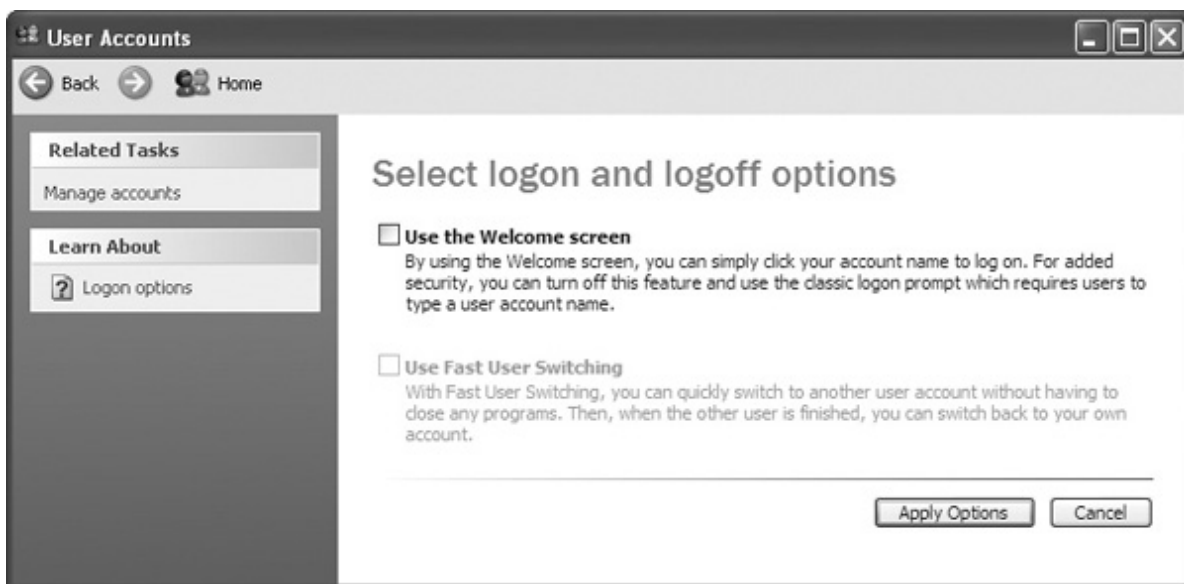 User Accounts
Back Home
Related Tasks
Manage accounts
Learn About
Logon options
Select logon and logoff options
Use the Welcome screen
By using the Welcome screen, you can simply click your account name to log on. For added
security, you can turn off this feature and use the classic logon prompt which requires users to
type a user account name.
Use Fast User Switching
With Fast User Switching, you can quickly switch to another user account without having to
close any programs. Then, when the other user is finished, you can switch back to your own
account.
Apply Options Cancel